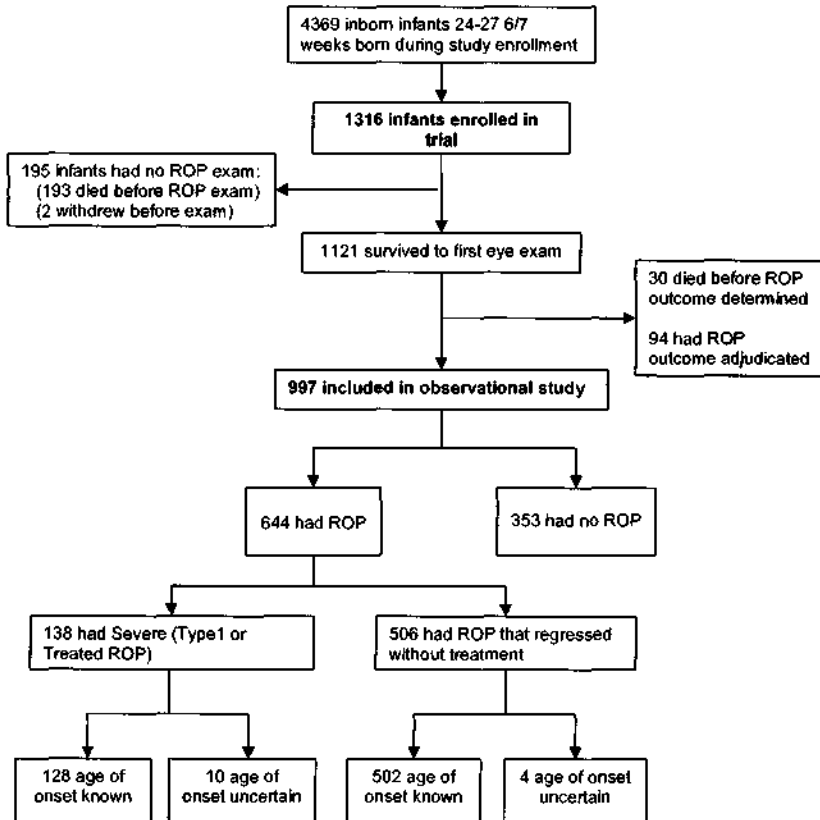 4369 inborn infants 24-27 6/7
weeks born during study enrollment
1316 infants enrolled in
trial
195 infants had no ROP exam:
(193 died before ROP exam)
(2 withdrew before exam)
1121 survived to first eye exam
30 died before ROP
outcome determined
94 had ROP
outcome adjudicated
997 included in observational study
644 had ROP
353 had no ROP
138 had Severe (Type1 or
Treated ROP)
506 had ROP that regressed
without treatment
128 age of
onset known
10 age of
onset uncertain
502 age of
onset known
4 age of onset
uncertain